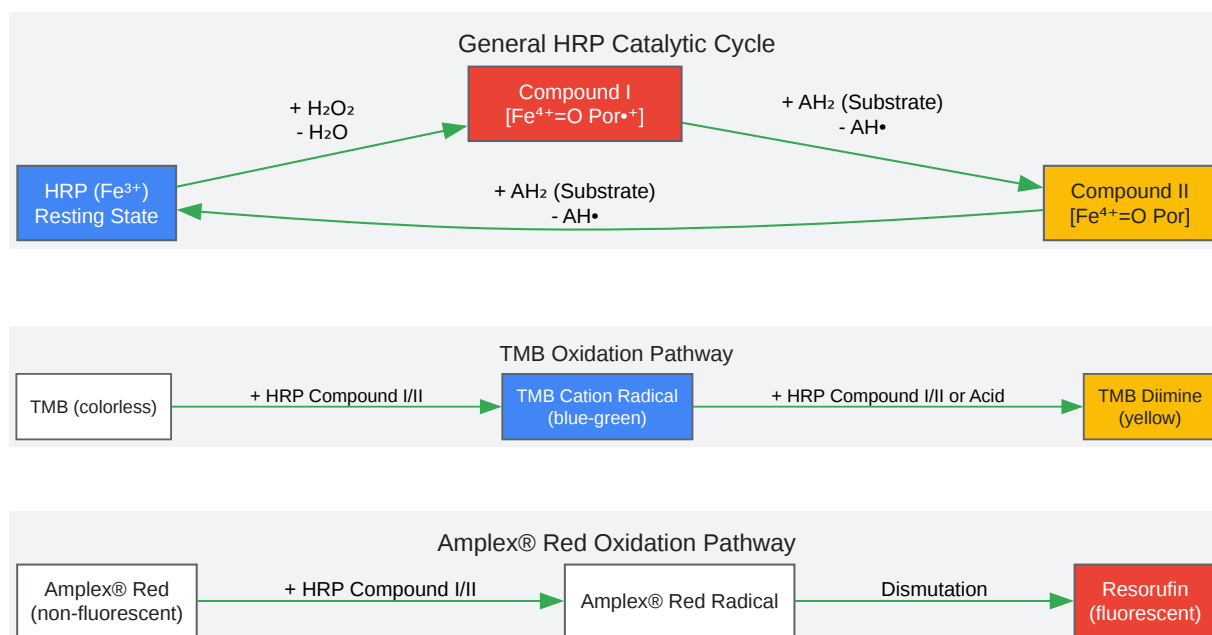 General HRP Catalytic Cycle
Compound I
[Fe⁴⁺=O Por•⁺]
+ H₂O₂
- H₂O
+ AH₂ (Substrate)
- AH•
HRP (Fe³⁺)
Resting State
+ AH₂ (Substrate)
- AH•
Compound II
[Fe⁴⁺=O Por]
TMB Oxidation Pathway
TMB (colorless)
+ HRP Compound I/II
TMB Cation Radical
(blue-green)
+ HRP Compound I/II or Acid
TMB Diimine
(yellow)
Amplex® Red Oxidation Pathway
Amplex® Red
(non-fluorescent)
+ HRP Compound I/II
Amplex® Red Radical
Dismutation
Resorufin
(fluorescent)